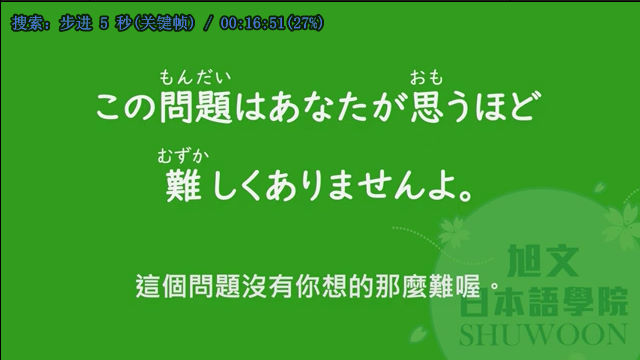 搜索: 步进 5 秒(关键帧) / 00:16:51(27%)
もんだい おも
この問題はあなたが思うほど
むずか
難しくありませんよ。
這個問題沒有你想的那麼難喔。
旭文
日本語學院
SHUWOON